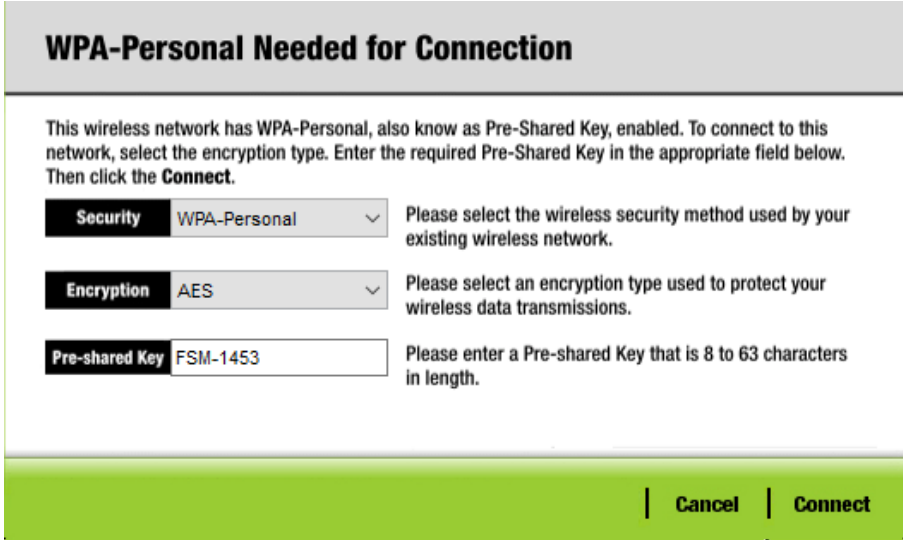 WPA-Personal Needed for Connection
This wireless network has WPA-Personal, also know as Pre-Shared Key, enabled. To connect to this
network, select the encryption type. Enter the required Pre-Shared Key in the appropriate field below.
Then click the Connect.
Security WPA-Personal Please select the wireless security method used by your
existing wireless network.
Encryption AES Please select an encryption type used to protect your
wireless data transmissions.
Pre-shared Key FSM-1453 Please enter a Pre-shared Key that is 8 to 63 characters
in length.
Cancel Connect